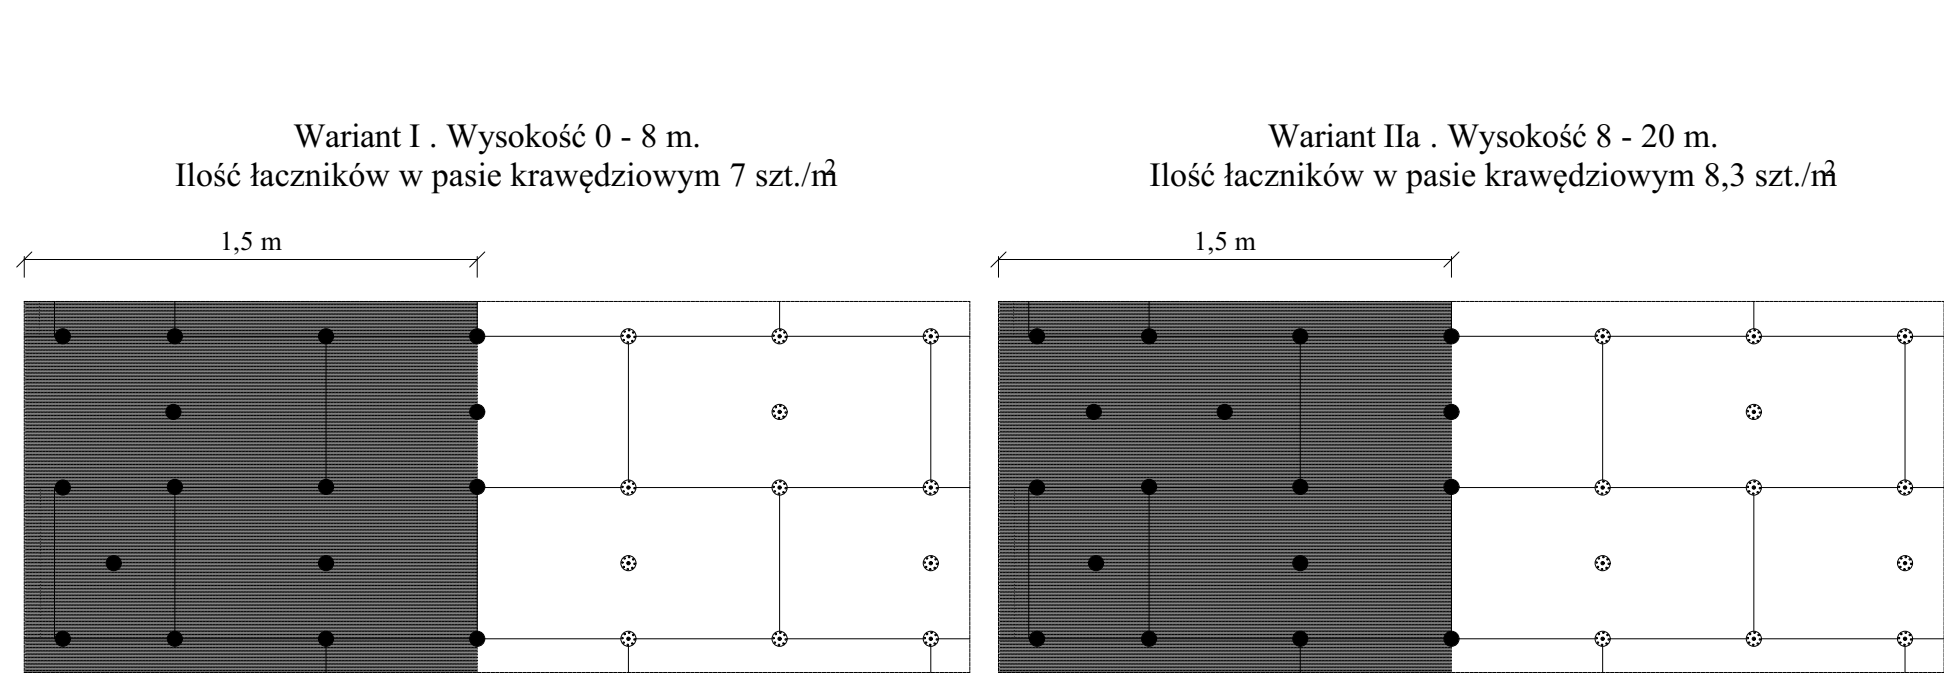 Wariant I . Wysokość 0 - 8 m.
Ilość łaczników w pasie krawędziowym 7 szt./m²
1,5 m
Wariant IIa . Wysokość 8 - 20 m.
Ilość łaczników w pasie krawędziowym 8,3 szt./m²
1,5 m